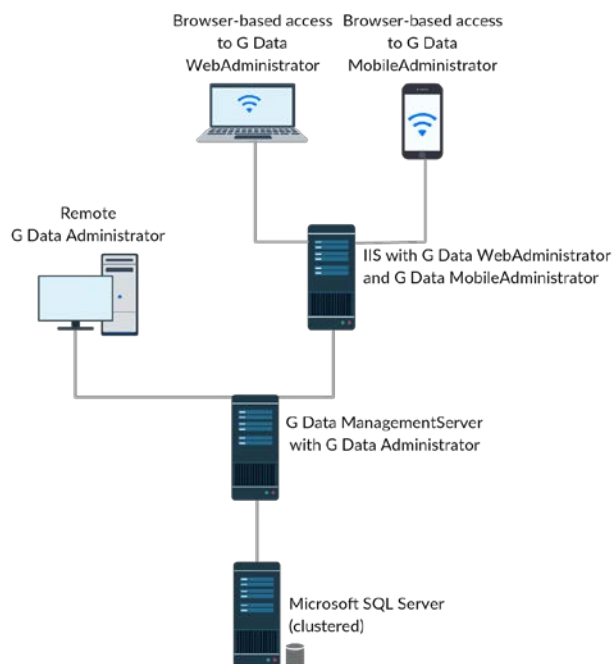 Browser-based access
to G Data
WebAdministrator
Browser-based access
to G Data
MobileAdministrator
Remote
G Data Administrator
IIS with G Data WebAdministrator
and G Data MobileAdministrator
G Data ManagementServer
with G Data Administrator
Microsoft SQL Server
(clustered)